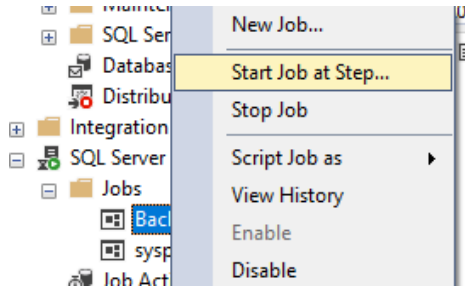 New Job...
SQL Ser
Databas
Start Job at Step...
Distribu
Stop Job
Integration
SQL Server
Script Job as
Jobs
View History
Back
Enable
sysp
Disable
Job Act